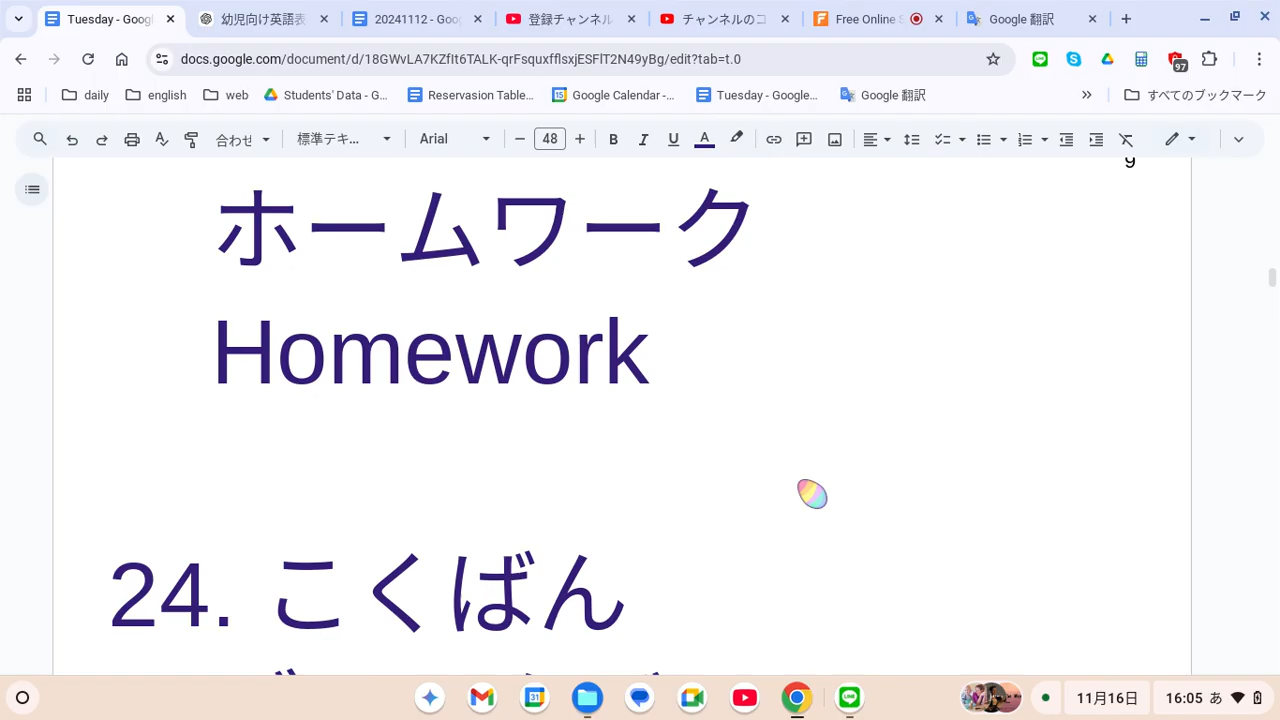 Tuesday - Googl
幼児向け英語表
20241112 - Goo
登録チャンネル
チャンネルのコ
Free Online S
Google 翻訳
docs.google.com/document/d/13GWvLA7KZfIt6TALK-qrFsquxfflsxjESFlT2N49yBg/edit?tab=t.0
97
daily
english
web
Students' Data - G...
Reservasion Table...
Google Calendar -...
Tuesday - Google...
Google 翻訳
すべてのブックマーク
合わせ
標準テキ...
Arial
48
9
ホームワーク
Homework
24. こくばん
11月16日
16:05 あ